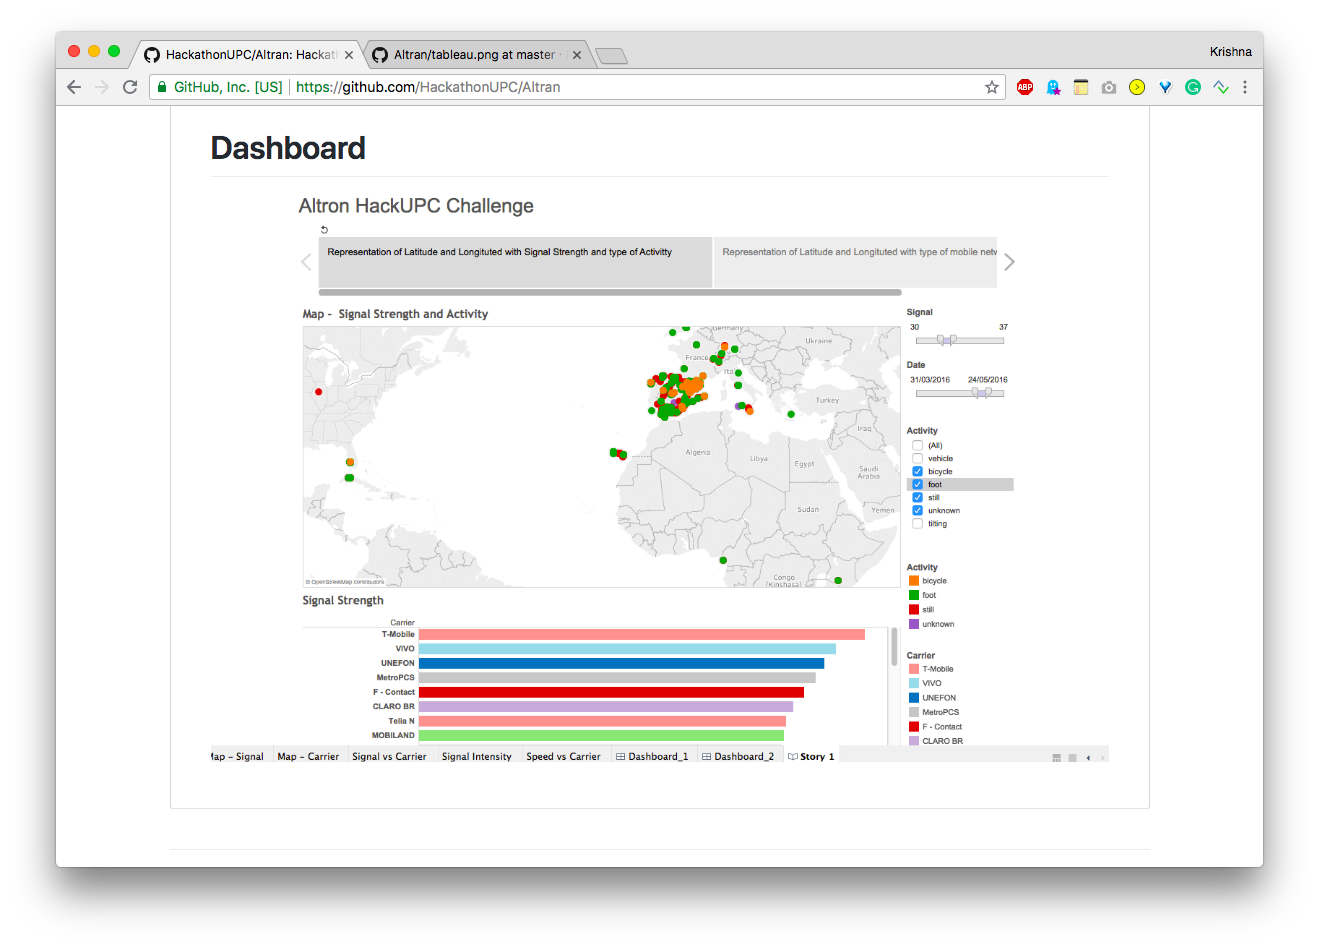 HackathonUPC/Altran: Hackat
Altran/tableau.png at master ·
Krishna
GitHub, Inc. [US]
https://github.com/HackathonUPC/Altran
ABP
Dashboard
Altron HackUPC Challenge
Representation of Latitude and Longituted with Signal Strength and type of Activitty
Representation of Latitude and Longituted with type of mobile netw
Map - Signal Strength and Activity
Germany
Ukraine
France
Ital
Turkey
Iraq
Algeria
Libya
Egypt
Saudi
Arabia
Sudan
Yemen
Congo
(Kinshasa)
© OpenStreetMap contributors
Signal
30 37
Date
31/03/2016 24/05/2016
Activity
(All)
vehicle
bicycle
foot
still
unknown
tilting
Activity
bicycle
foot
still
unknown
Signal Strength
Carrier
T-Mobile
VIVO
UNEFON
MetroPCS
F - Contact
CLARO BR
Telia N
MOBILAND
Carrier
T-Mobile
VIVO
UNEFON
MetroPCS
F - Contact
CLARO BR
Map - Signal
Map - Carrier
Signal vs Carrier
Signal Intensity
Speed vs Carrier
Dashboard_1
Dashboard_2
Story 1